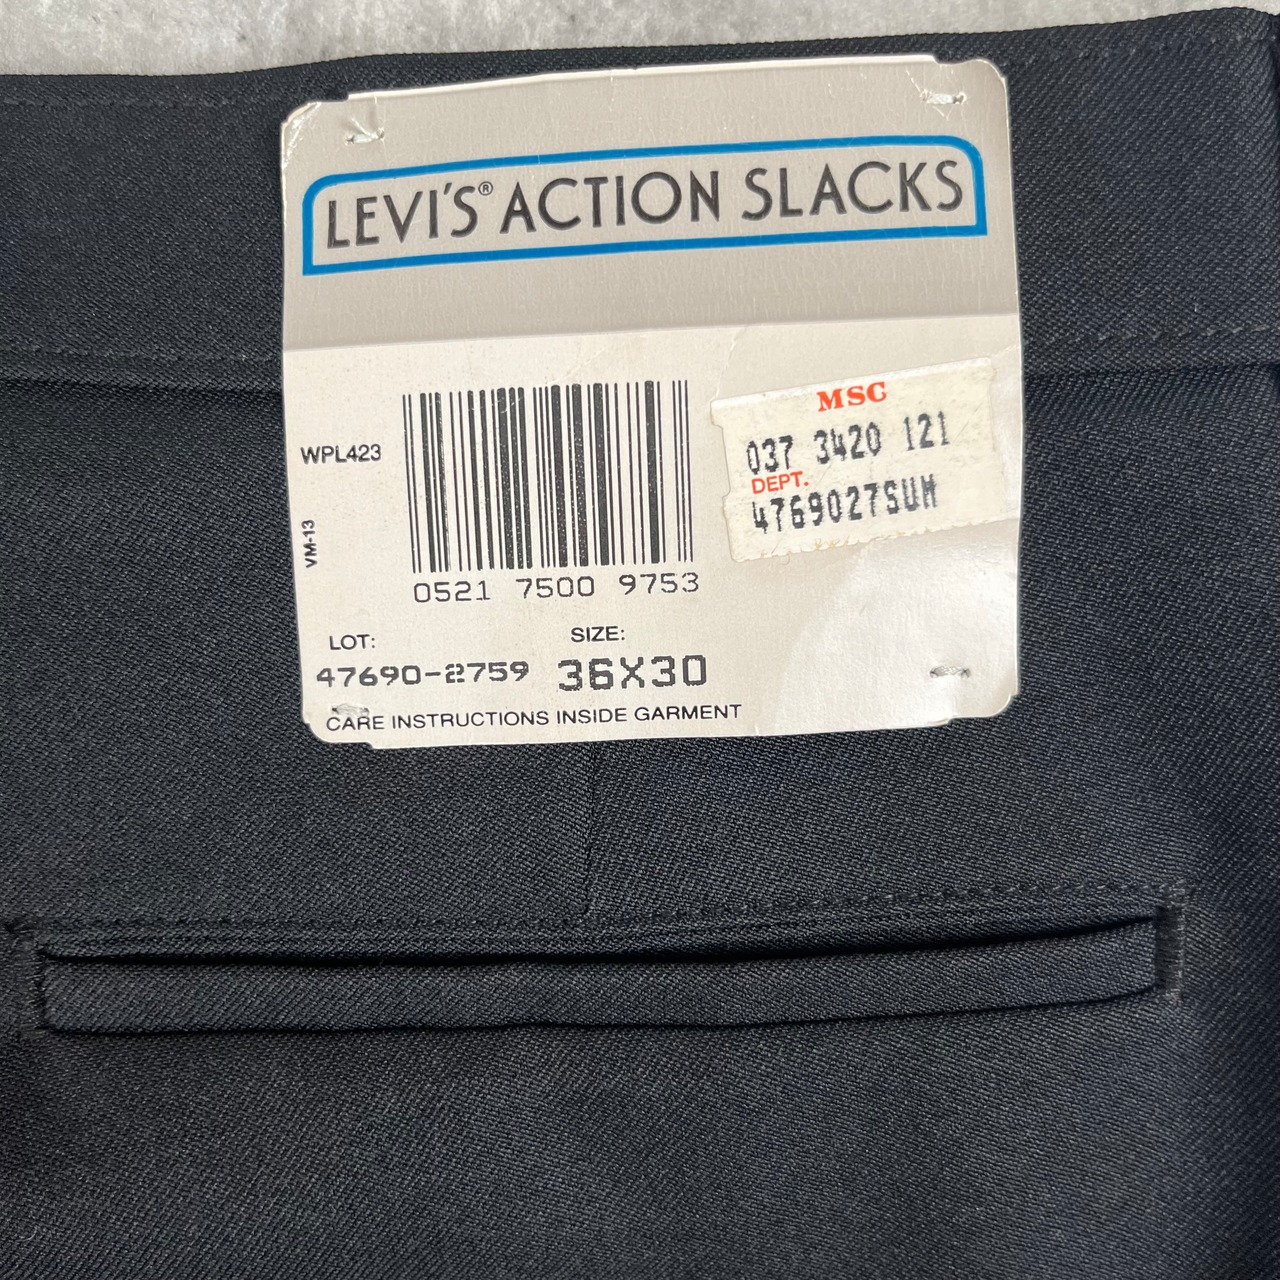 LEVI'S® ACTION SLACKS
WPL423
VM-13
0521 7500 9753
MSC
037 3420 121
DEPT.
4769027SUM
LOT:
47690-2759
SIZE:
36X30
CARE INSTRUCTIONS INSIDE GARMENT